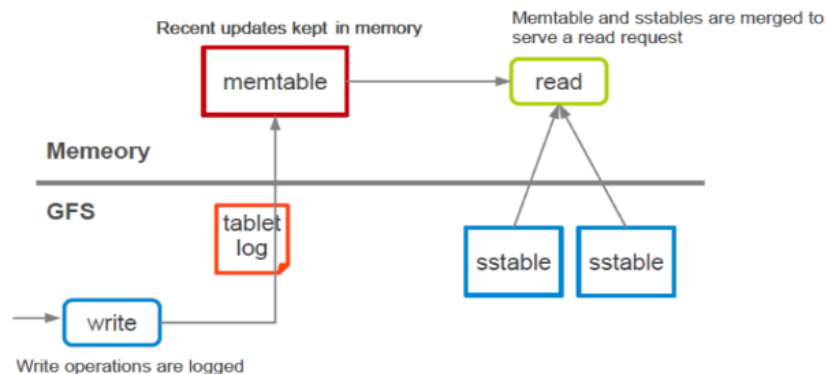 Recent updates kept in memory
Memtable and sstables are merged to
serve a read request
memtable
read
Memeory
GFS
tablet
log
sstable
sstable
write
Write operations are logged